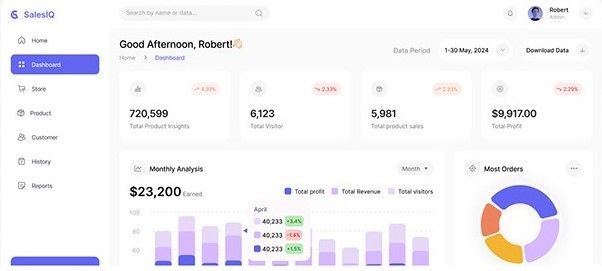 SalesIQ
Search by name or data...
Robert
Admin
Home
Dashboard
Store
Product
Customer
History
Reports
Good Afternoon, Robert!👋🏻
Home > Dashboard
Data Period
1-30 May, 2024
Download Data
720,599
Total Product Insights
2.33%
6,123
Total Visitor
5,981
Total product sales
2.29%
$9,917.00
Total Profit
Monthly Analysis
Month
$23,200 Earned
Total profit
Total Revenue
Total visitors
100
80
60
April
40,233 +3.4%
40,233 -1.4%
40,233 +1.5%
Most Orders